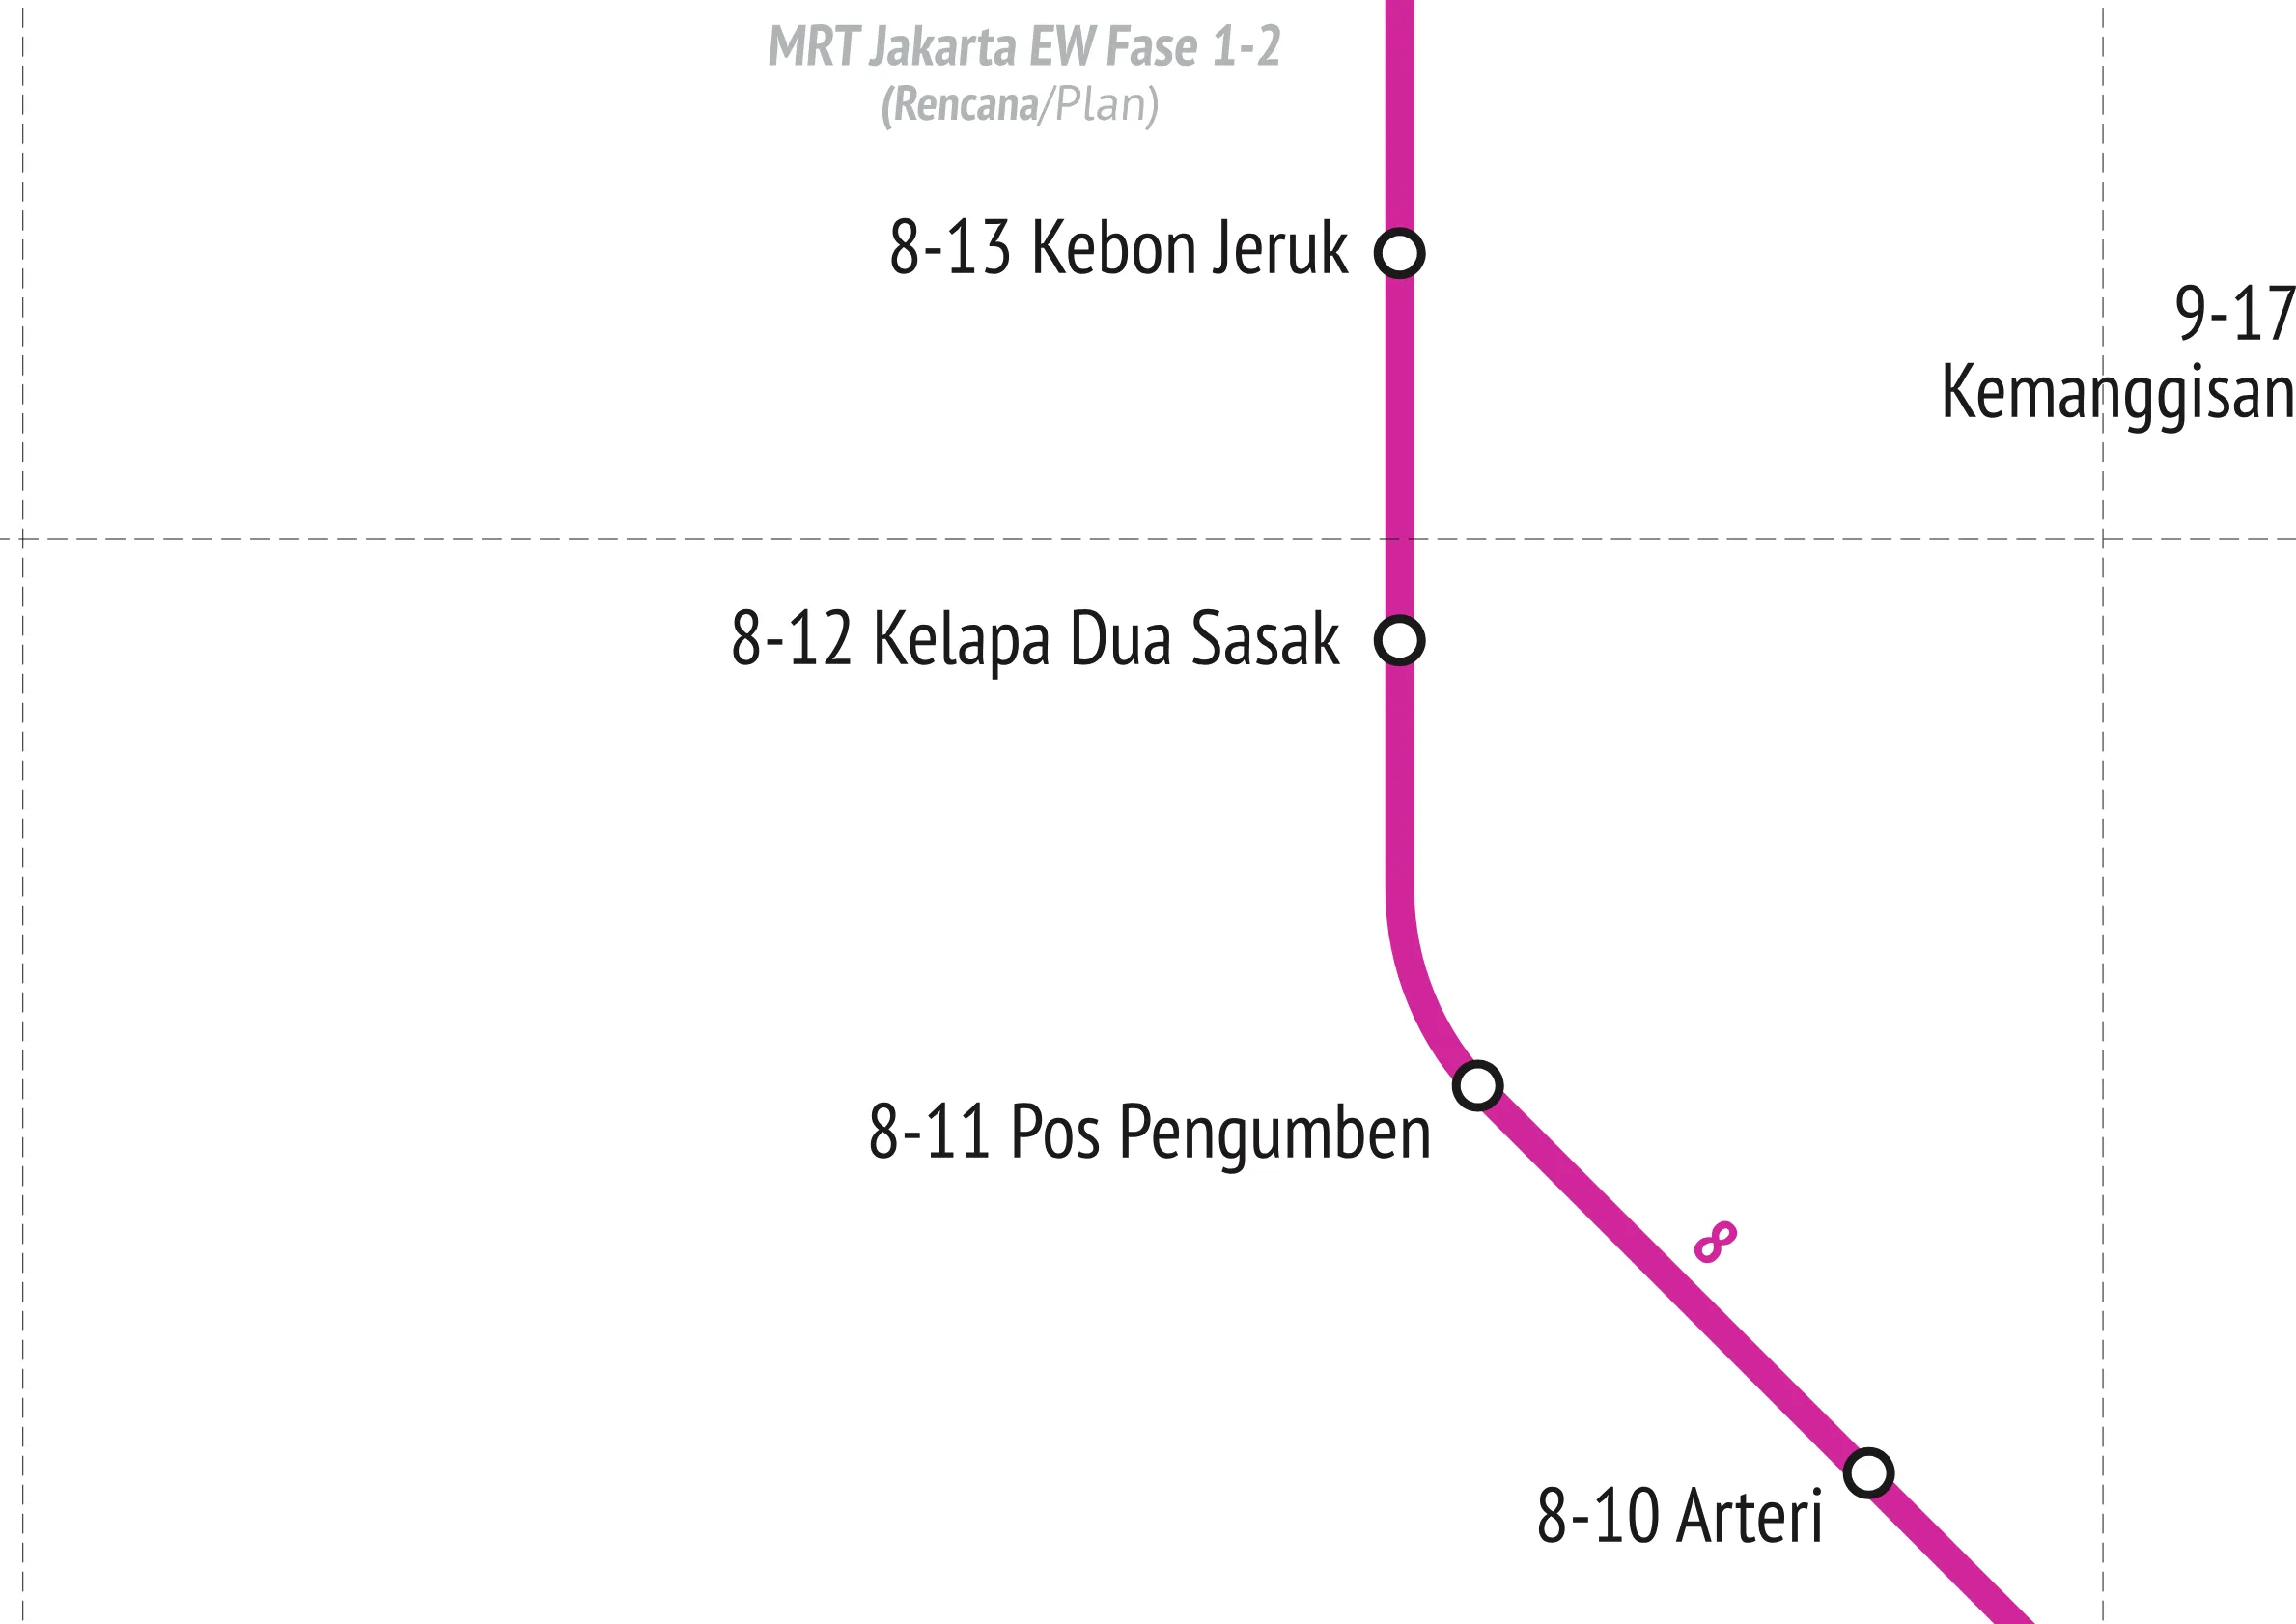 MRT Jakarta EW Fase 1-2
(Rencana/Plan)
8-13 Kebon Jeruk
9-17
Kemanggisan
8-12 Kelapa Dua Sasak
8-11 Pos Pengumben
8
8-10 Arteri